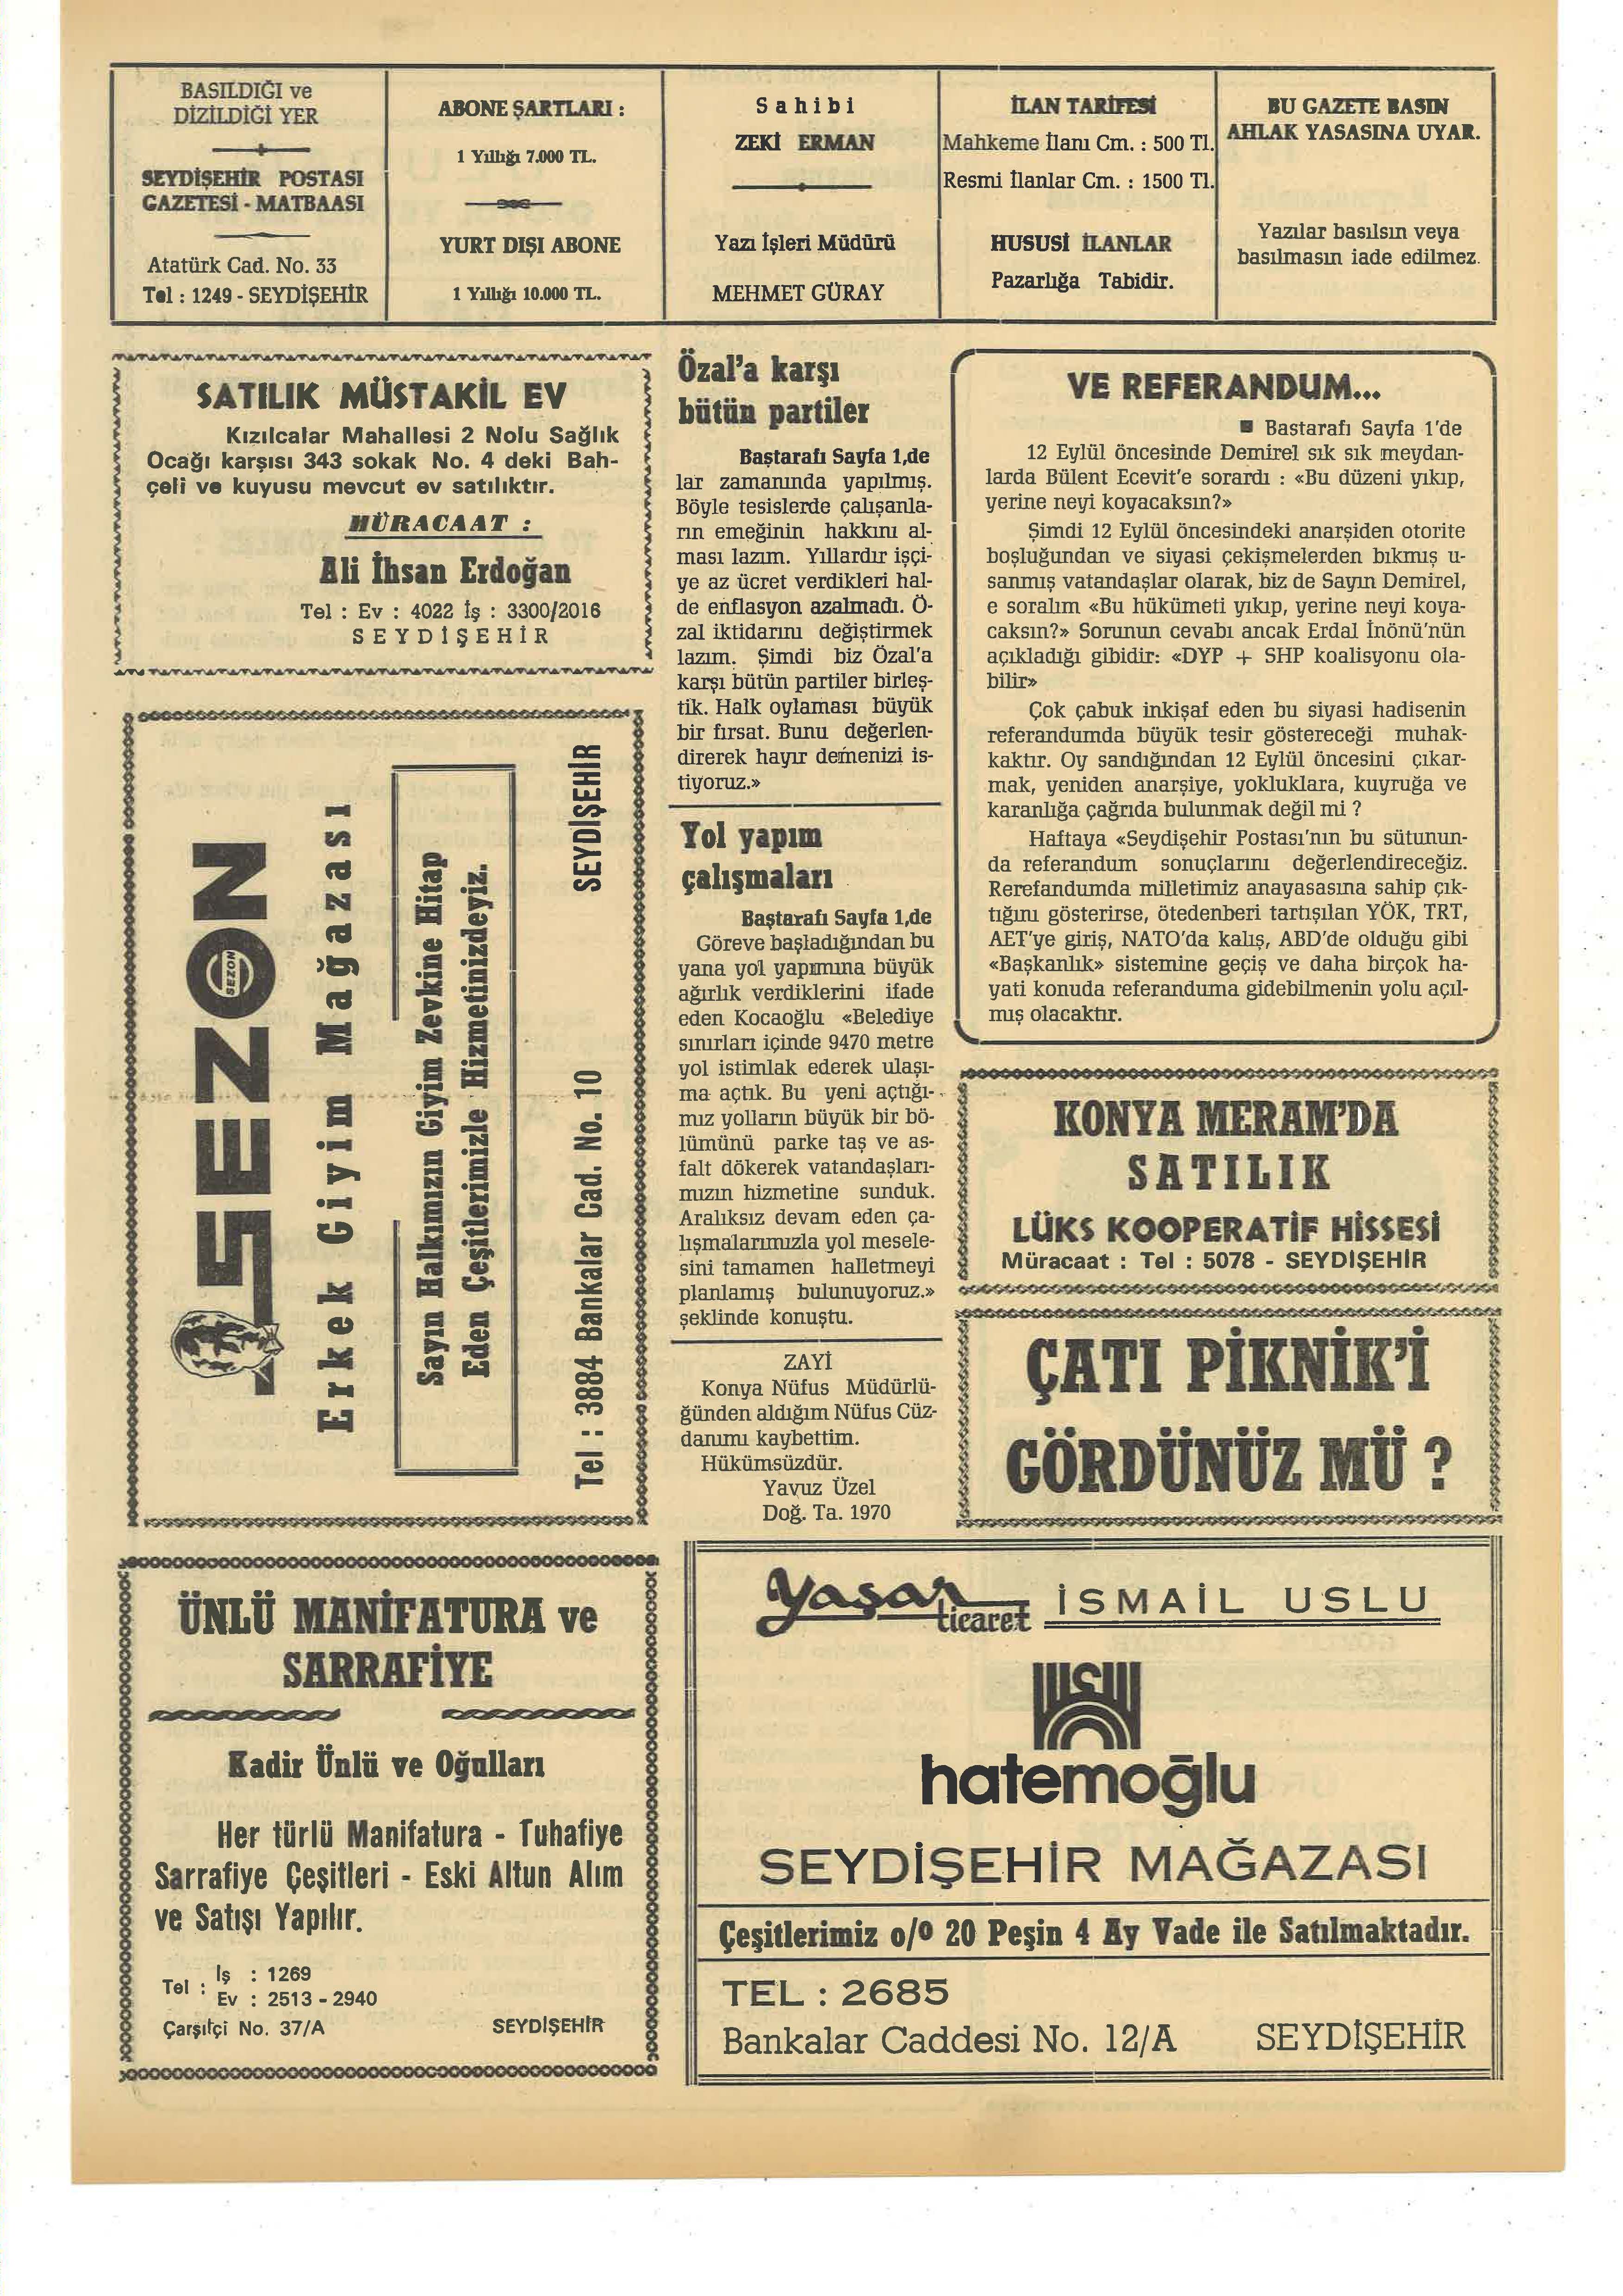 BASILDIĞI ve
DİZİLDİĞİ YER
SEYDİŞEHİR POSTASI
GAZETESİ - MATBAASI
Atatürk Cad. No. 33
Tel : 1249 - SEYDİŞEHİR
ABONE ŞARTLARI :
1 Yıllığı 7.000 TL.
YURT DIŞI ABONE
1 Yıllığı 10.000 TL.
Sahibi
ZEKİ ERMAN
Yazı İşleri Müdürü
MEHMET GÜRAY
İLAN TARİFESİ
Mahkeme İlanı Cm. : 500 Tl.
Resmi İlanlar Cm. : 1500 Tl.
HUSUSİ İLANLAR
Pazarlığa Tabidir.
BU GAZETE BASIN
AHLAK YASASINA UYAR.
Yazılar basılsın veya
basılmasın iade edilmez.
SATILIK MÜSTAKİL EV
Kızılcalar Mahallesi 2 Nolu Sağlık
Ocağı karşısı 343 sokak No. 4 deki Bah-
çeli ve kuyusu mevcut ev satılıktır.
MÜRACAAT :
Ali İhsan Erdoğan
Tel : Ev : 4022 İş : 3300/2016
SEYDİŞEHİR
SEZON
SEZON
Erkek Giyim Mağazası
Sayın Halkımızın Giyim Zevkine Hitap
Eden Çeşitlerimizle Hizmetinizdeyiz.
Tel : 3884 Bankalar Cad. No. 10 SEYDİŞEHİR
Özal'a karşı
bütün partiler
Baştarafı Sayfa 1,de
lar zamanında yapılmış.
Böyle tesislerde çalışanla-
rın emeğinin hakkını al-
ması lazım. Yıllardır işçi-
ye az ücret verdikleri hal-
de enflasyon azalmadı. Ö-
zal iktidarını değiştirmek
lazım. Şimdi biz Özal'a
karşı bütün partiler birleş-
tik. Halk oylaması büyük
bir fırsat. Bunu değerlen-
direrek hayır demenizi is-
tiyoruz.»
Yol yapım
çalışmaları
Baştarafı Sayfa 1,de
Göreve başladığından bu
yana yol yapımına büyük
ağırlık verdiklerini ifade
eden Kocaoğlu «Belediye
sınırları içinde 9470 metre
yol istimlak ederek ulaşı-
ma açtık. Bu yeni açtığı-
mız yolların büyük bir bö-
lümünü parke taş ve as-
falt dökerek vatandaşları-
mızın hizmetine sunduk.
Aralıksız devam eden ça-
lışmalarımızla yol mesele-
sini tamamen halletmeyi
planlamış bulunuyoruz.»
şeklinde konuştu.
ZAYİ
Konya Nüfus Müdürlü-
ğünden aldığım Nüfus Cüz-
danımı kaybettim.
Hükümsüzdür.
Yavuz Üzel
Doğ. Ta. 1970
VE REFERANDUM...
■ Bastarafı Sayfa 1'de
12 Eylül öncesinde Demirel sık sık meydan-
larda Bülent Ecevit'e sorardı : «Bu düzeni yıkıp,
yerine neyi koyacaksın?»
Şimdi 12 Eylül öncesindeki anarşiden otorite
boşluğundan ve siyasi çekişmelerden bıkmış u-
sanmış vatandaşlar olarak, biz de Sayın Demirel,
e soralım «Bu hükümeti yıkıp, yerine neyi koya-
caksın?» Sorunun cevabı ancak Erdal İnönü'nün
açıkladığı gibidir: «DYP + SHP koalisyonu ola-
bilir»
Çok çabuk inkişaf eden bu siyasi hadisenin
referandumda büyük tesir göstereceği muhak-
kaktır. Oy sandığından 12 Eylül öncesini çıkar-
mak, yeniden anarşiye, yokluklara, kuyruğa ve
karanlığa çağrıda bulunmak değil mi ?
Haftaya «Seydişehir Postası'nın bu sütunun-
da referandum sonuçlarını değerlendireceğiz.
Rerefandumda milletimiz anayasasına sahip çık-
tığını gösterirse, ötedenberi tartışılan YÖK, TRT,
AET'ye giriş, NATO'da kalış, ABD'de olduğu gibi
«Başkanlık» sistemine geçiş ve daha birçok ha-
yati konuda referanduma gidebilmenin yolu açıl-
mış olacaktır.
KONYA MERAM'DA
SATILIK
LÜKS KOOPERATİF HİSSESİ
Müracaat : Tel : 5078 - SEYDİŞEHİR
ÇATI PİKNİK'İ
GÖRDÜNÜZ MÜ ?
ÜNLÜ MANİFATURA ve
SARRAFİYE
Kadir Ünlü ve Oğulları
Her türlü Manifatura - Tuhafiye
Sarrafiye Çeşitleri - Eski Altun Alım
ve Satışı Yapılır.
Tel : İş : 1269
Ev : 2513 - 2940
Çarşıiçi No. 37/A SEYDİŞEHİR
Yaşar ticaret İSMAİL USLU
hatemoğlu
SEYDİŞEHİR MAĞAZASI
Çeşitlerimiz o/o 20 Peşin 4 Ay Vade ile Satılmaktadır.
TEL : 2685
Bankalar Caddesi No. 12/A SEYDİŞEHİR